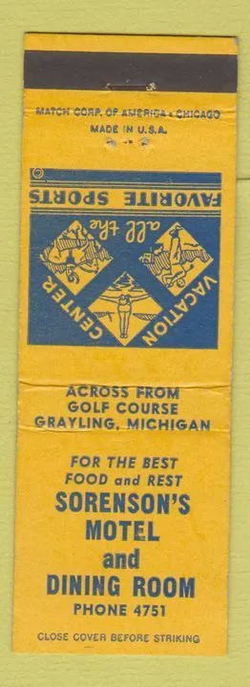 MATCH CORP. OF AMERICA • CHICAGO
MADE IN U.S.A.
©
FAVORITE SPORTS
all the
VACATION CENTER
ACROSS FROM
GOLF COURSE
GRAYLING, MICHIGAN
FOR THE BEST
FOOD and REST
SORENSON'S
MOTEL
and
DINING ROOM
PHONE 4751
CLOSE COVER BEFORE STRIKING